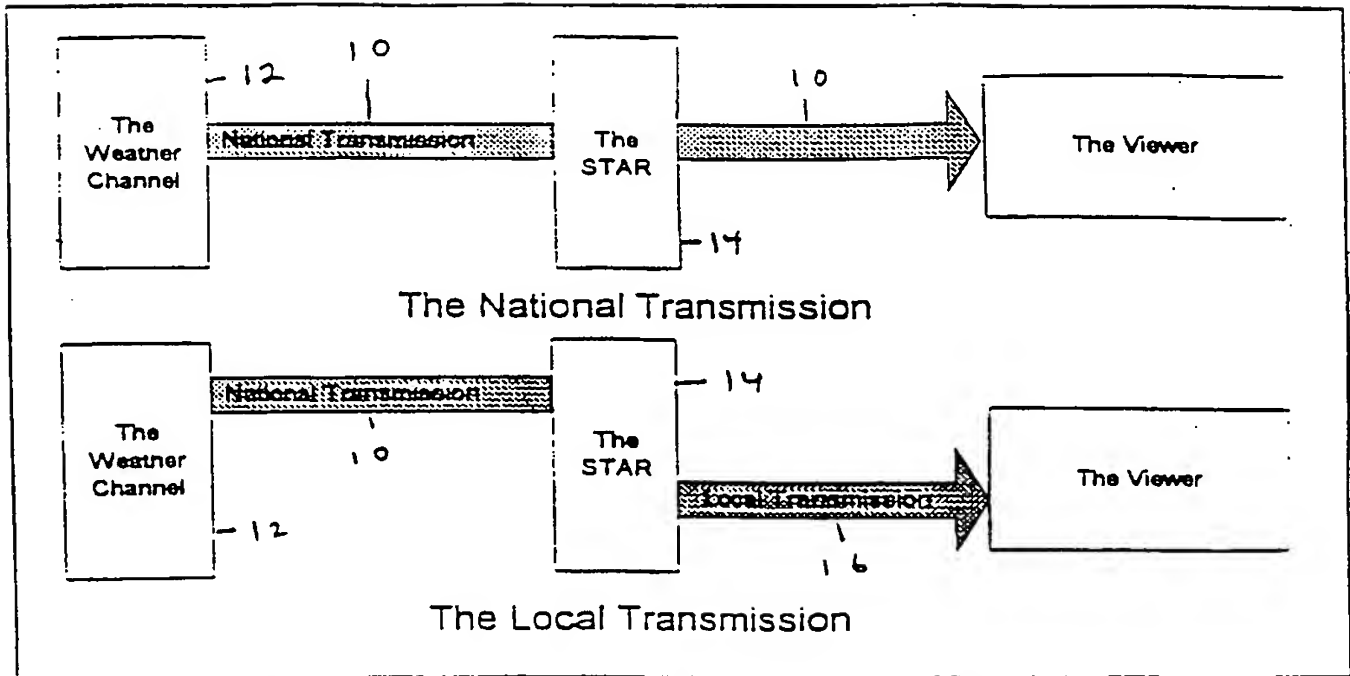 10
12
10
The
Weather
Channel
National Transmission
The
STAR
The Viewer
14
The National Transmission
14
National Transmission
The
Weather
Channel
10
The
STAR
The Viewer
Local Transmission
12
16
The Local Transmission